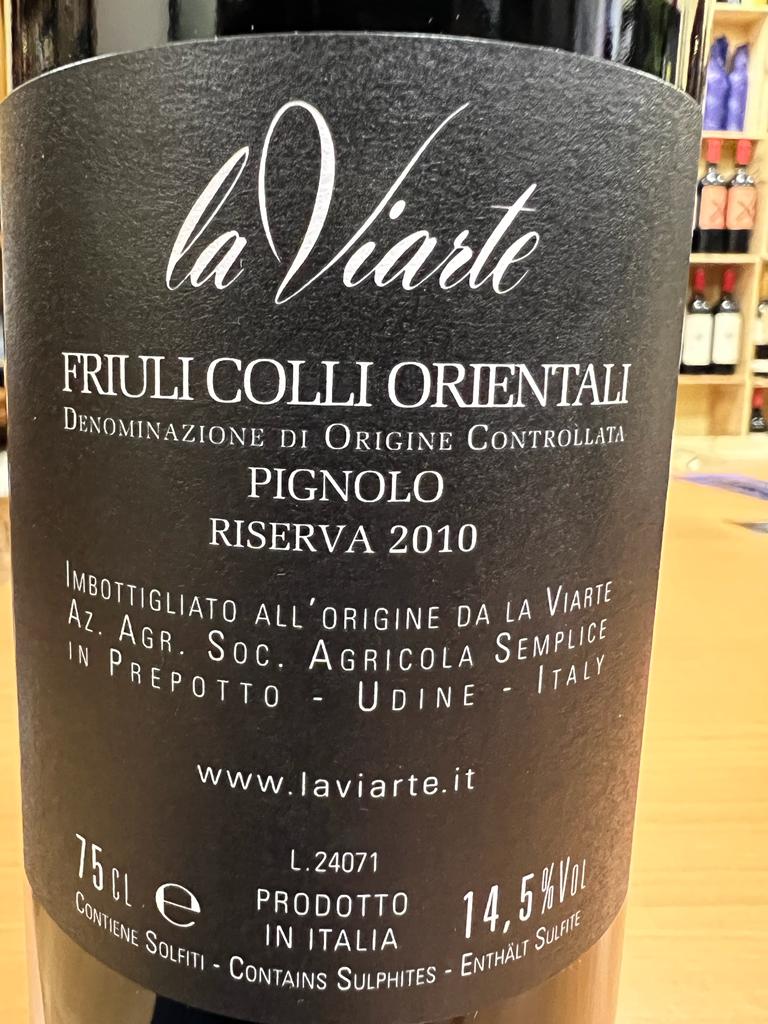 la Viarte
FRIULI COLLI ORIENTALI
DENOMINAZIONE DI ORIGINE CONTROLLATA
PIGNOLO
RISERVA 2010
IMBOTTIGLIATO ALL'ORIGINE DA LA VIARTE
AZ. AGR. SOC. AGRICOLA SEMPLICE
IN PREPOTTO - UDINE - ITALY
www.laviarte.it
75CL e
L.24071
PRODOTTO
IN ITALIA
14,5%VOL
CONTIENE SOLFITI - CONTAINS SULPHITES - ENTHÄLT SULFITE